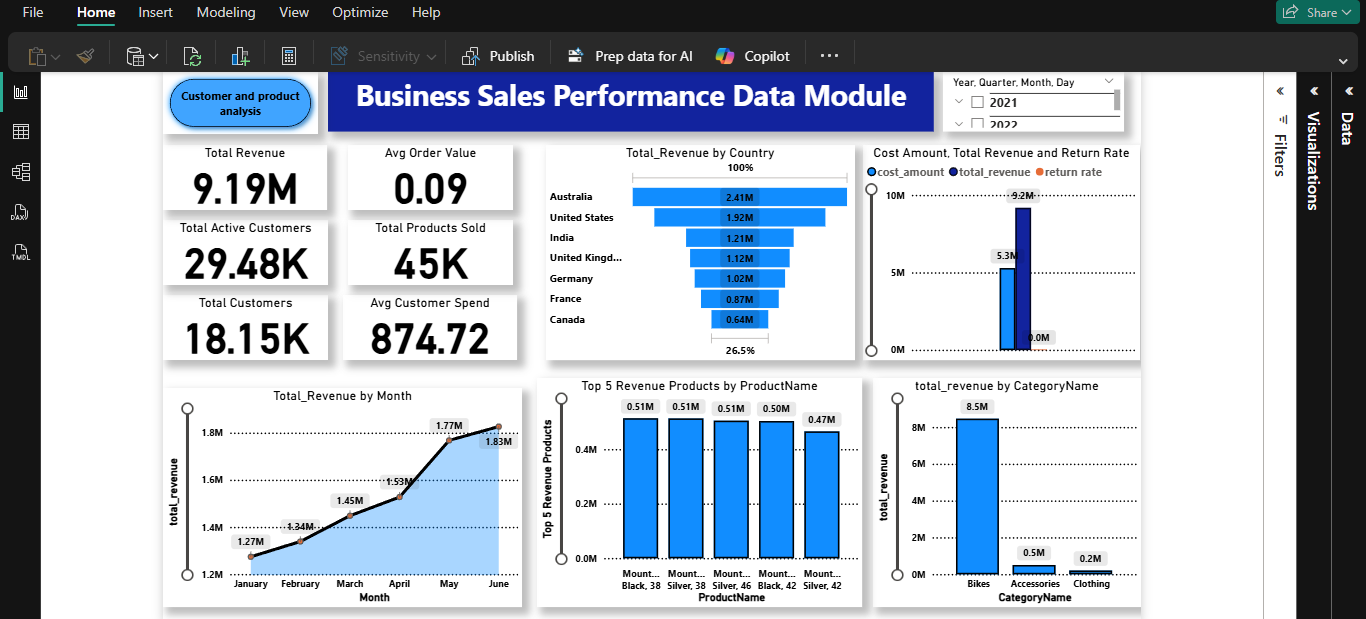 File Home Insert Modeling View Optimize Help
Share
Sensitivity Publish Prep data for AI Copilot
Customer and product
analysis
Business Sales Performance Data Module
Year, Quarter, Month, Day
2021
2022
Filters
Visualizations
Data
DAX
TMDL
Total Revenue
9.19M
Avg Order Value
0.09
Total Active Customers
29.48K
Total Products Sold
45K
Total Customers
18.15K
Avg Customer Spend
874.72
Total_Revenue by Country
100%
Australia 2.41M
United States 1.92M
India 1.21M
United Kingd... 1.12M
Germany 1.02M
France 0.87M
Canada 0.64M
26.5%
Cost Amount, Total Revenue and Return Rate
cost_amount total_revenue return rate
10M
9.2M
5.3M
5M
0.0M
0M
Total_Revenue by Month
total_revenue
1.8M
1.6M
1.4M
1.2M
1.27M
1.34M
1.45M
1.53M
1.77M
1.83M
January February March April May June
Month
Top 5 Revenue Products by ProductName
Top 5 Revenue Products
0.51M 0.51M 0.51M 0.50M 0.47M
0.4M
0.2M
0.0M
Mount... Mount... Mount... Mount... Mount...
Black, 38 Silver, 38 Silver, 46 Black, 42 Silver, 42
ProductName
total_revenue by CategoryName
total_revenue
8.5M
8M
6M
4M
2M
0M
0.5M
0.2M
Bikes Accessories Clothing
CategoryName